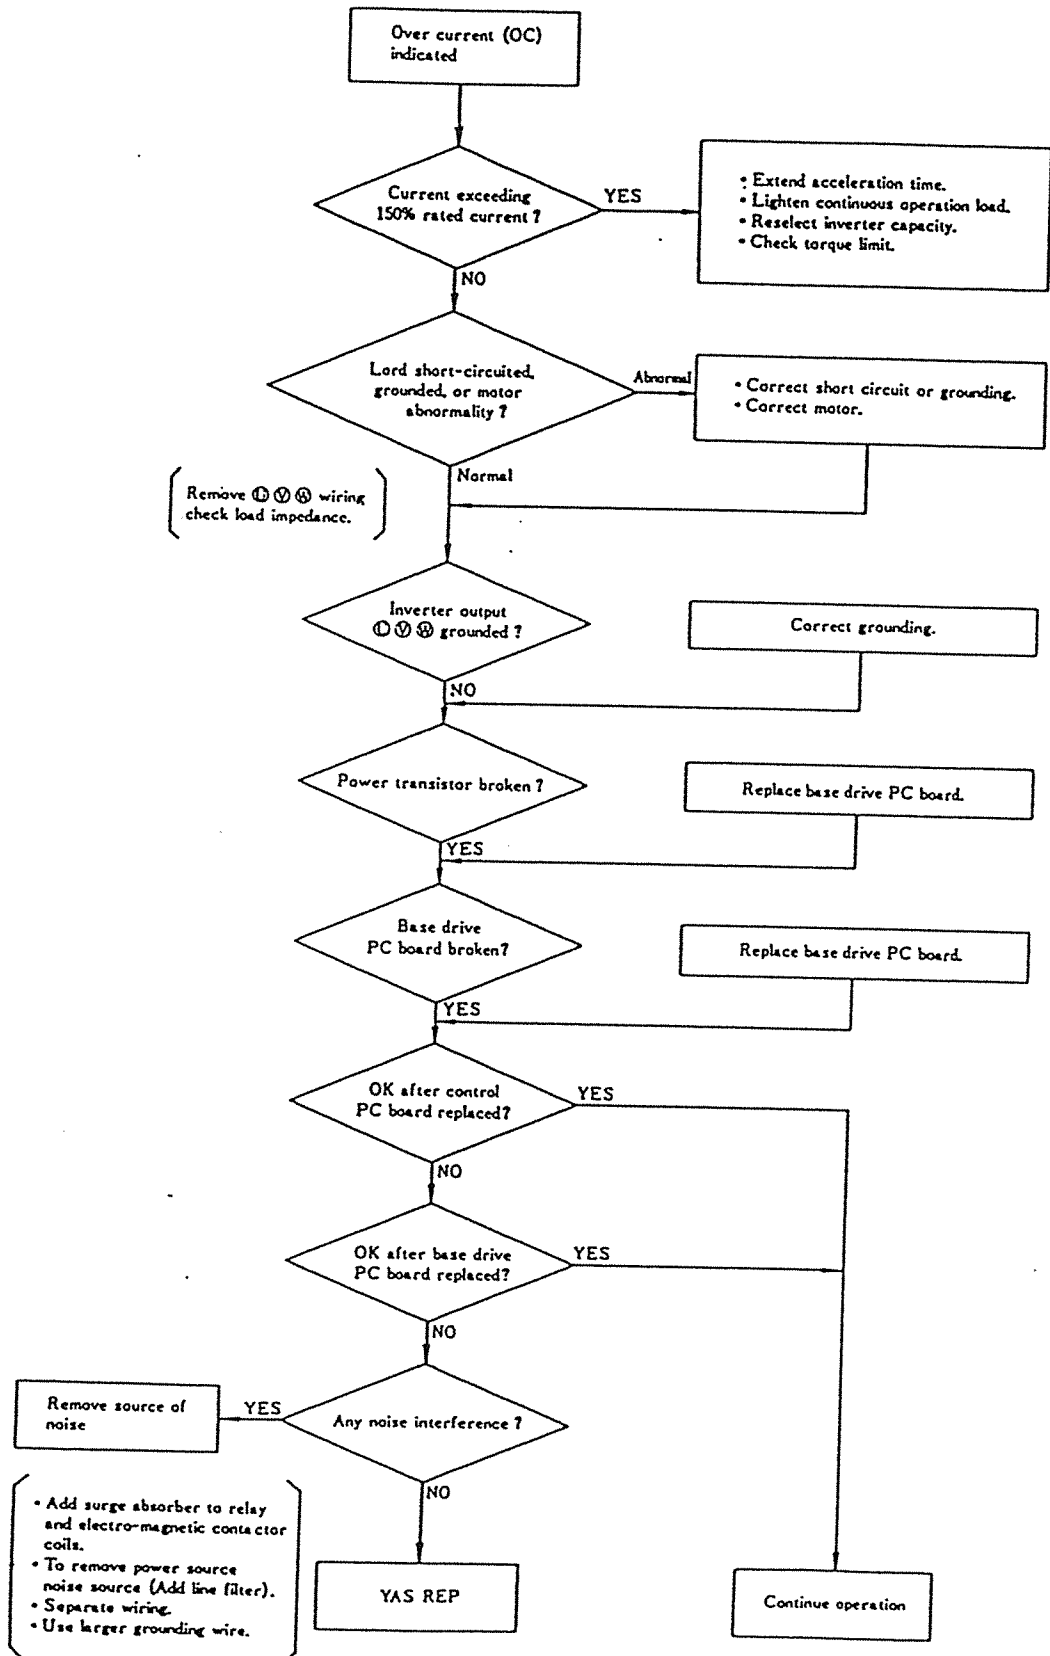 Over current (OC)
indicated
Current exceeding
150% rated current ?
YES
• Extend acceleration time.
• Lighten continuous operation load.
• Reselect inverter capacity.
• Check torque limit.
NO
Lord short-circuited,
grounded, or motor
abnormality ?
Abnormal
• Correct short circuit or grounding.
• Correct motor.
Normal
Remove Ⓤ Ⓥ Ⓦ wiring
check load impedance.
Inverter output
Ⓤ Ⓥ Ⓦ grounded ?
Correct grounding.
NO
Power transistor broken ?
Replace base drive PC board.
YES
Base drive
PC board broken?
Replace base drive PC board.
YES
OK after control
PC board replaced?
YES
NO
OK after base drive
PC board replaced?
YES
NO
Any noise interference ?
YES
Remove source of
noise
NO
• Add surge absorber to relay
and electro-magnetic contactor
coils.
• To remove power source
noise source (Add line filter).
• Separate wiring.
• Use larger grounding wire.
YAS REP
Continue operation